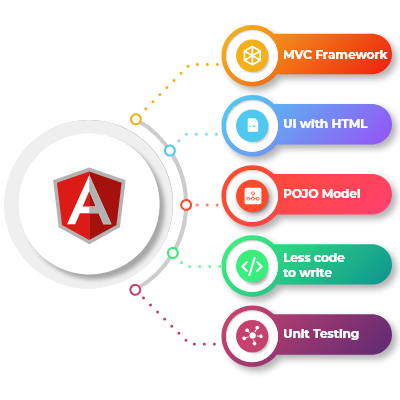 MVC Framework
UI with HTML
POJO Model
Less code
to write
Unit Testing